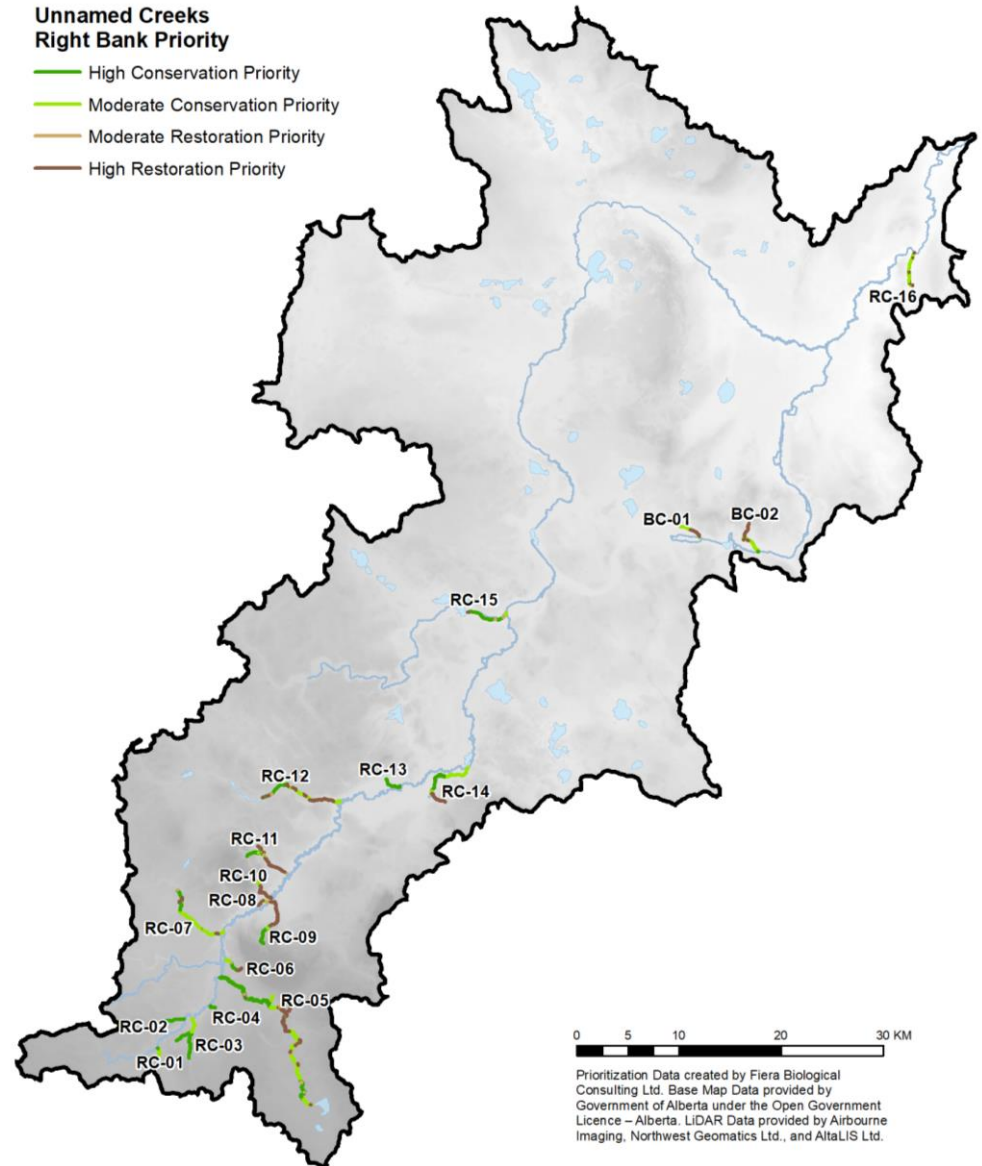 Unnamed Creeks
Right Bank Priority
High Conservation Priority
Moderate Conservation Priority
Moderate Restoration Priority
High Restoration Priority
RC-16
BC-01
BC-02
RC-15
RC-12
RC-13
RC-14
RC-11
RC-10
RC-08
RC-07
RC-09
RC-06
RC-05
RC-04
RC-02
RC-03
RC-01
0 5 10 20 30 KM
Prioritization Data created by Fiera Biological
Consulting Ltd. Base Map Data provided by
Government of Alberta under the Open Government
Licence – Alberta. LiDAR Data provided by Airbourne
Imaging, Northwest Geomatics Ltd., and AltaLIS Ltd.